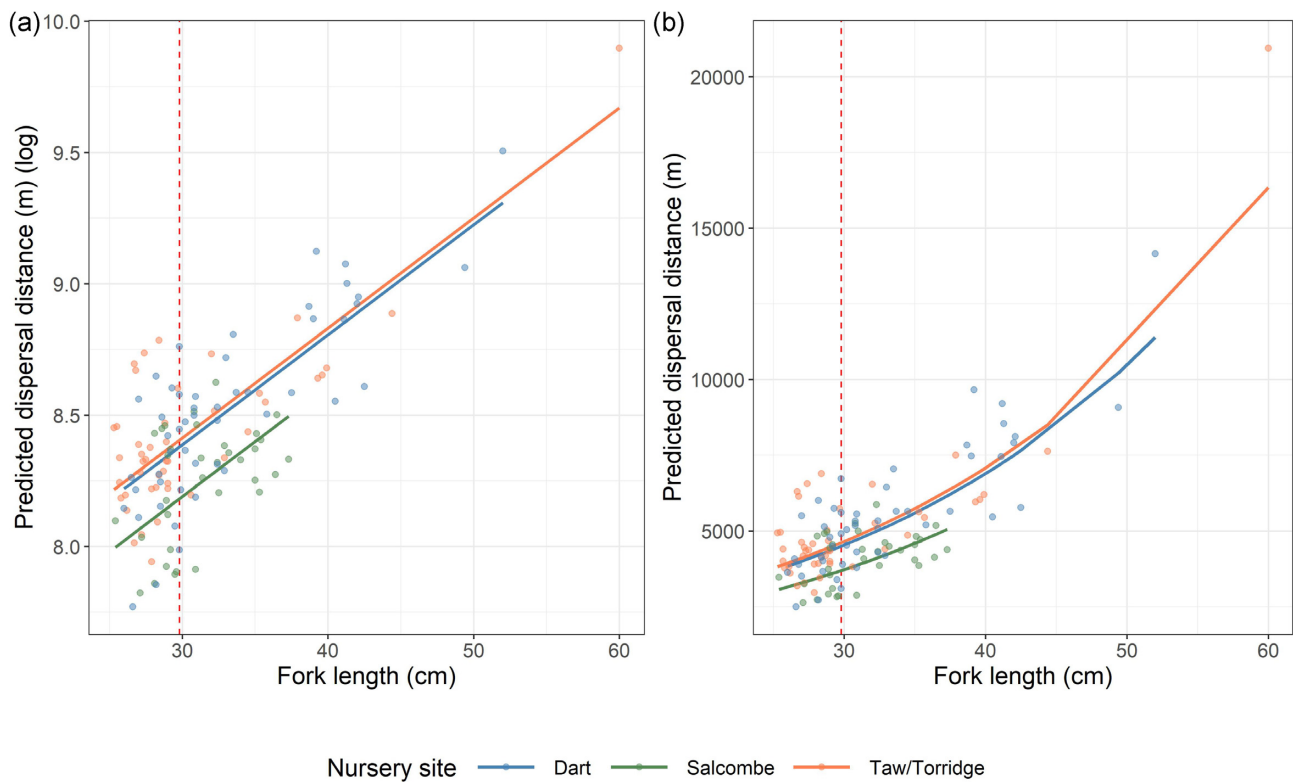 (a)
10.0
9.5
9.0
8.5
8.0
Predicted dispersal distance (m) (log)
30
40
50
60
Fork length (cm)
(b)
20000
15000
10000
5000
Predicted dispersal distance (m)
30
40
50
60
Fork length (cm)
Nursery site Dart Salcombe Taw/Torridge